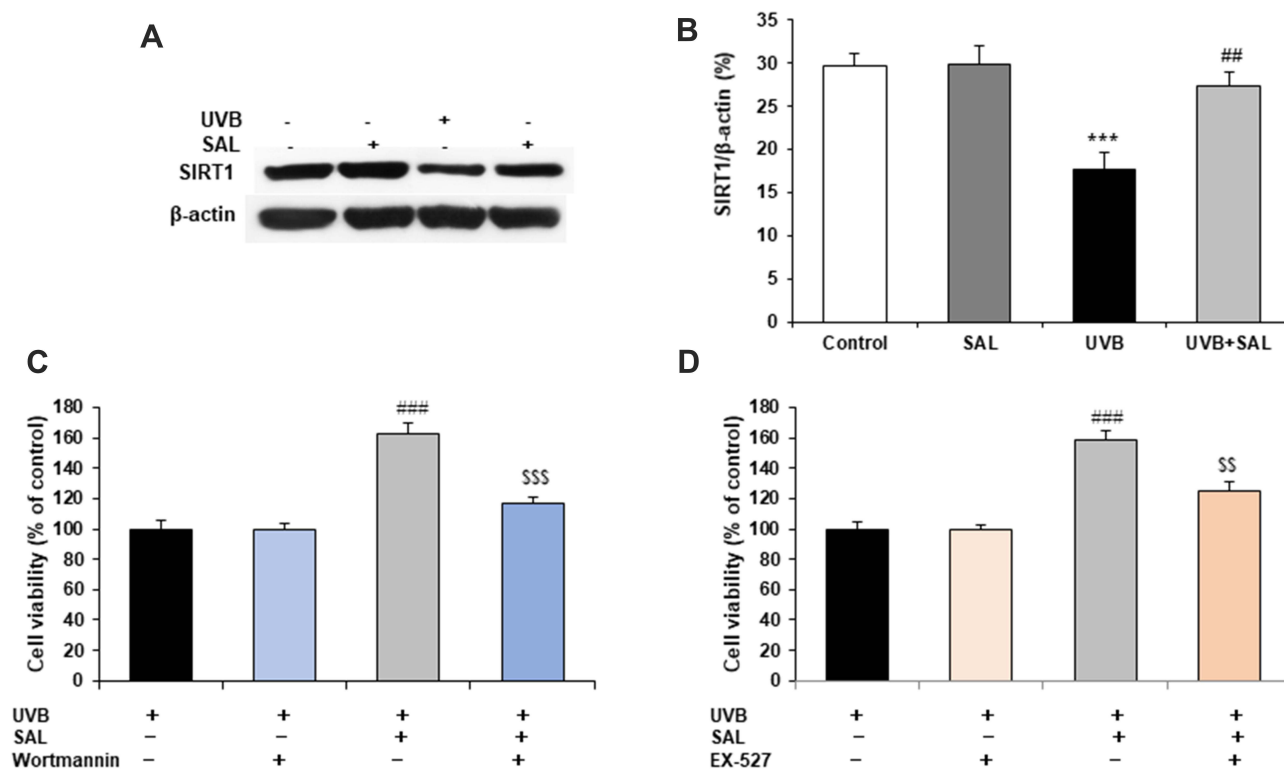 A
UVB - - + -
SAL - + - +
SIRT1
β-actin
B
SIRT1/β-actin (%)
35
30
25
20
15
30
5
0
***
##
Control SAL UVB UVB+SAL
C
Cell viability (% of control)
180
160
140
120
100
80
60
40
20
0
###
$$$
UVB + + + +
SAL – – + +
Wortmannin – + – +
D
Cell viability (% of control)
180
160
140
120
100
80
60
40
20
0
###
$$
UVB + + + +
SAL – – + +
EX-527 – + – +